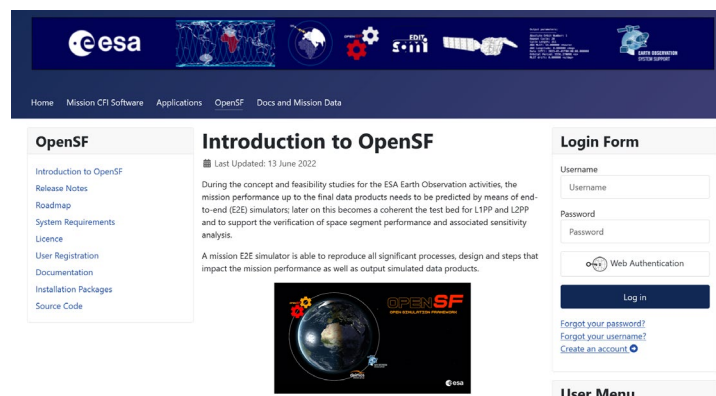 esa
OPENSF
EDIT
EARTH OBSERVATION
SYSTEM SUPPORT
Home
Mission CFI Software
Applications
OpenSF
Docs and Mission Data
OpenSF
Introduction to OpenSF
Release Notes
Roadmap
System Requirements
Licence
User Registration
Documentation
Installation Packages
Source Code
Introduction to OpenSF
Last Updated: 13 June 2022
During the concept and feasibility studies for the ESA Earth Observation activities, the
mission performance up to the final data products needs to be predicted by means of end-
to-end (E2E) simulators; later on this becomes a coherent the test bed for L1PP and L2PP
and to support the verification of space segment performance and associated sensitivity
analysis.
A mission E2E simulator is able to reproduce all significant processes, design and steps that
impact the mission performance as well as output simulated data products.
OPENSF
OPEN SIMULATION FRAMEWORK
esa
Login Form
Username
Username
Password
Password
Web Authentication
Log in
Forgot your password?
Forgot your username?
Create an account
User Menu